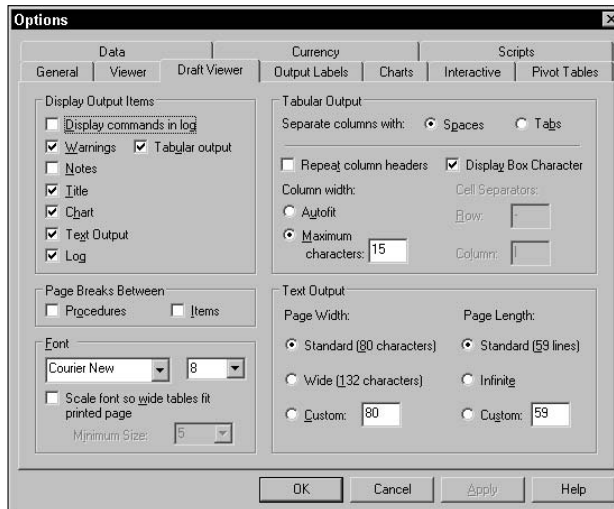 Options
Data Currency Scripts
General Viewer Draft Viewer Output Labels Charts Interactive Pivot Tables
Display Output Items
Display commands in log
Warnings Tabular output
Notes
Title
Chart
Text Output
Log
Page Breaks Between
Procedures Items
Font
Courier New 8
Scale font so wide tables fit
printed page
Minimum Size: 5
Tabular Output
Separate columns with: Spaces Tabs
Repeat column headers Display Box Character
Column width:
Autofit
Maximum
characters: 15
Cell Separators:
Row: -
Column: |
Text Output
Page Width: Page Length:
Standard (80 characters) Standard (59 lines)
Wide (132 characters) Infinite
Custom: 80 Custom: 59
OK Cancel Apply Help